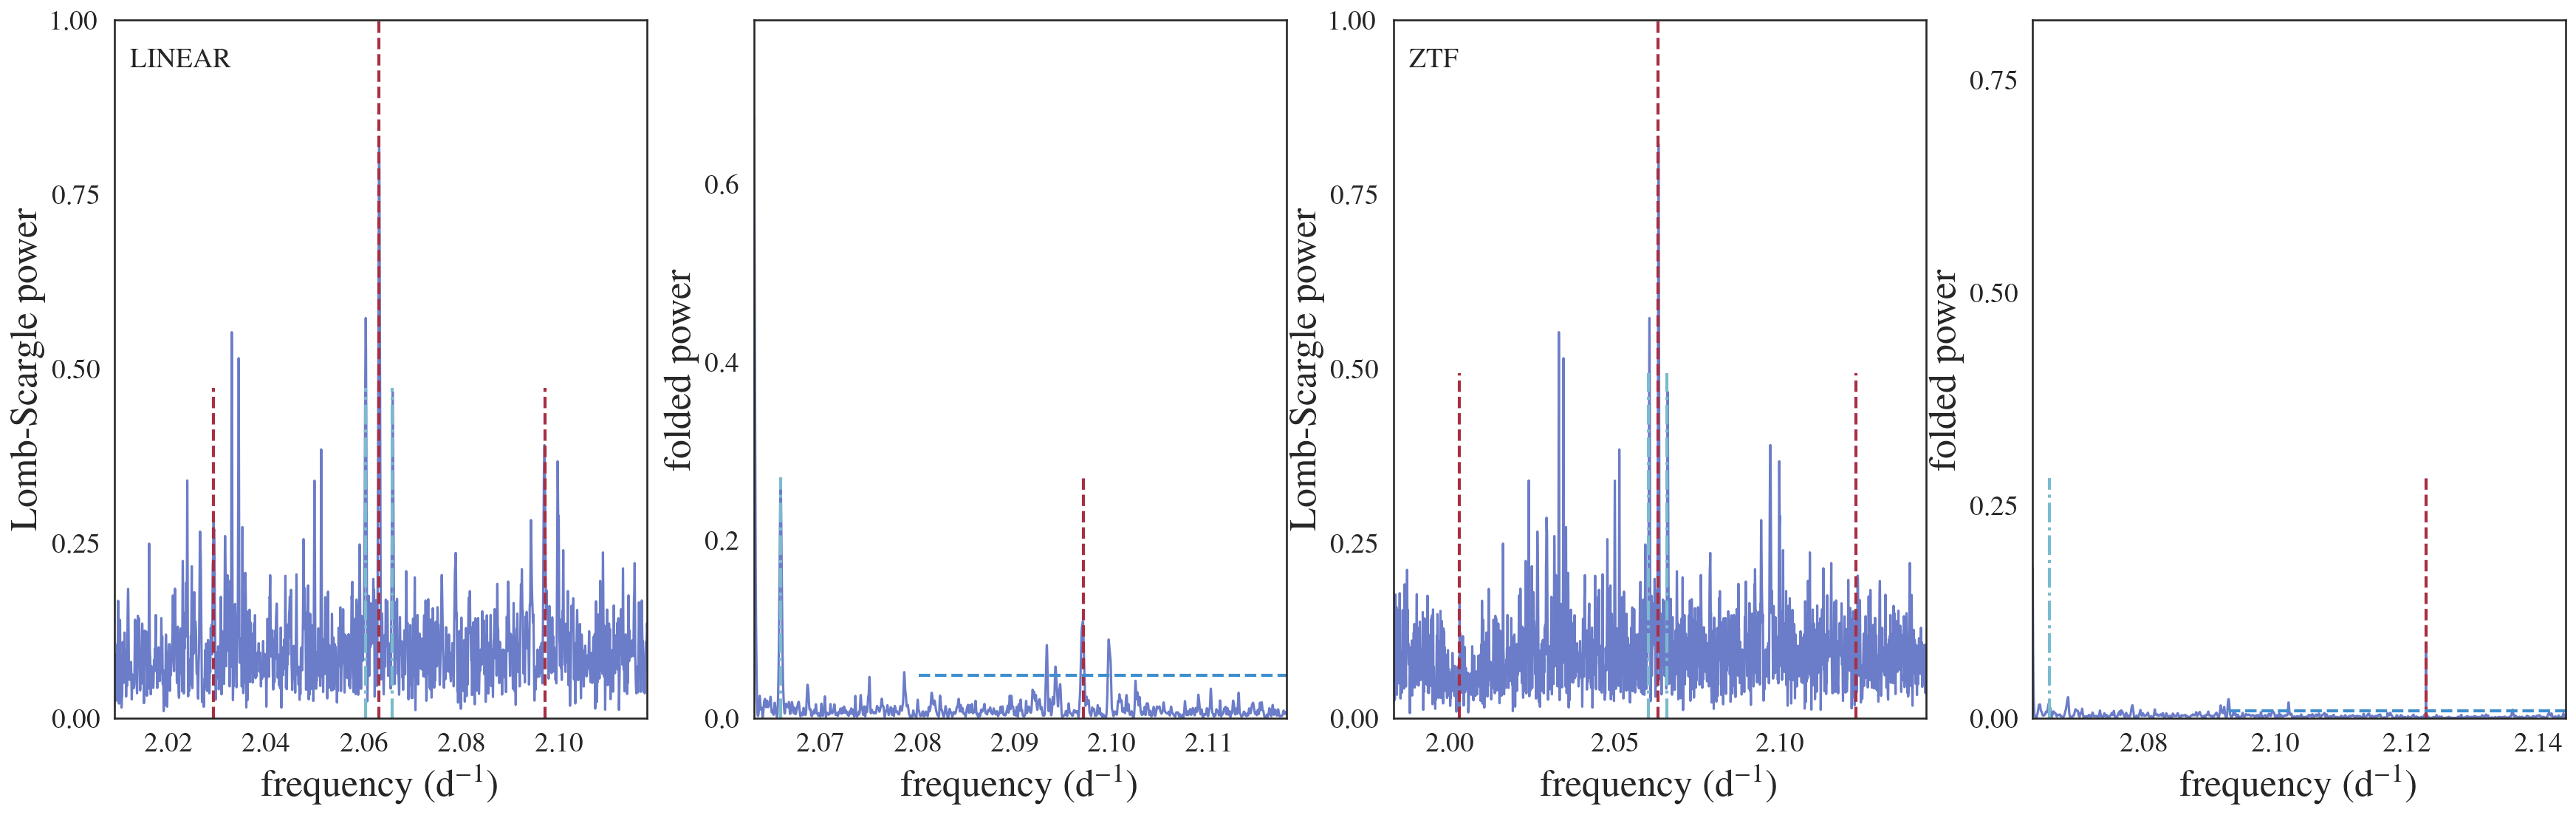 LINEAR
Lomb-Scargle power
1.00
0.75
0.50
0.25
0.00
2.02 2.04 2.06 2.08 2.10
frequency (d⁻¹)
folded power
0.6
0.4
0.2
0.0
2.07 2.08 2.09 2.10 2.11
frequency (d⁻¹)
ZTF
Lomb-Scargle power
1.00
0.75
0.50
0.25
0.00
2.00 2.05 2.10
frequency (d⁻¹)
folded power
0.75
0.50
0.25
0.00
2.08 2.10 2.12 2.14
frequency (d⁻¹)